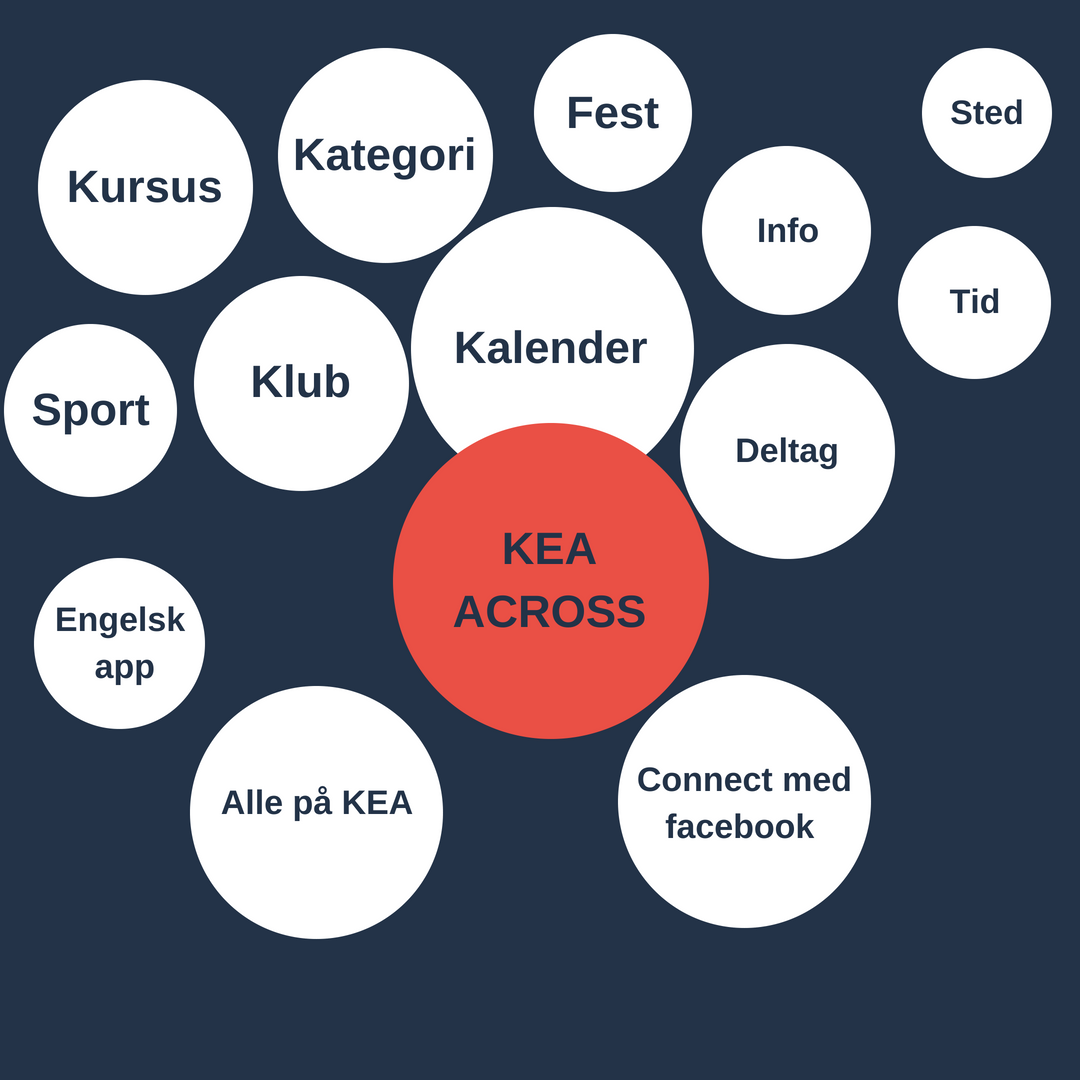 Fest
Sted
Kategori
Kursus
Info
Tid
Kalender
Klub
Sport
Deltag
KEA
ACROSS
Engelsk
app
Alle på KEA
Connect med
facebook